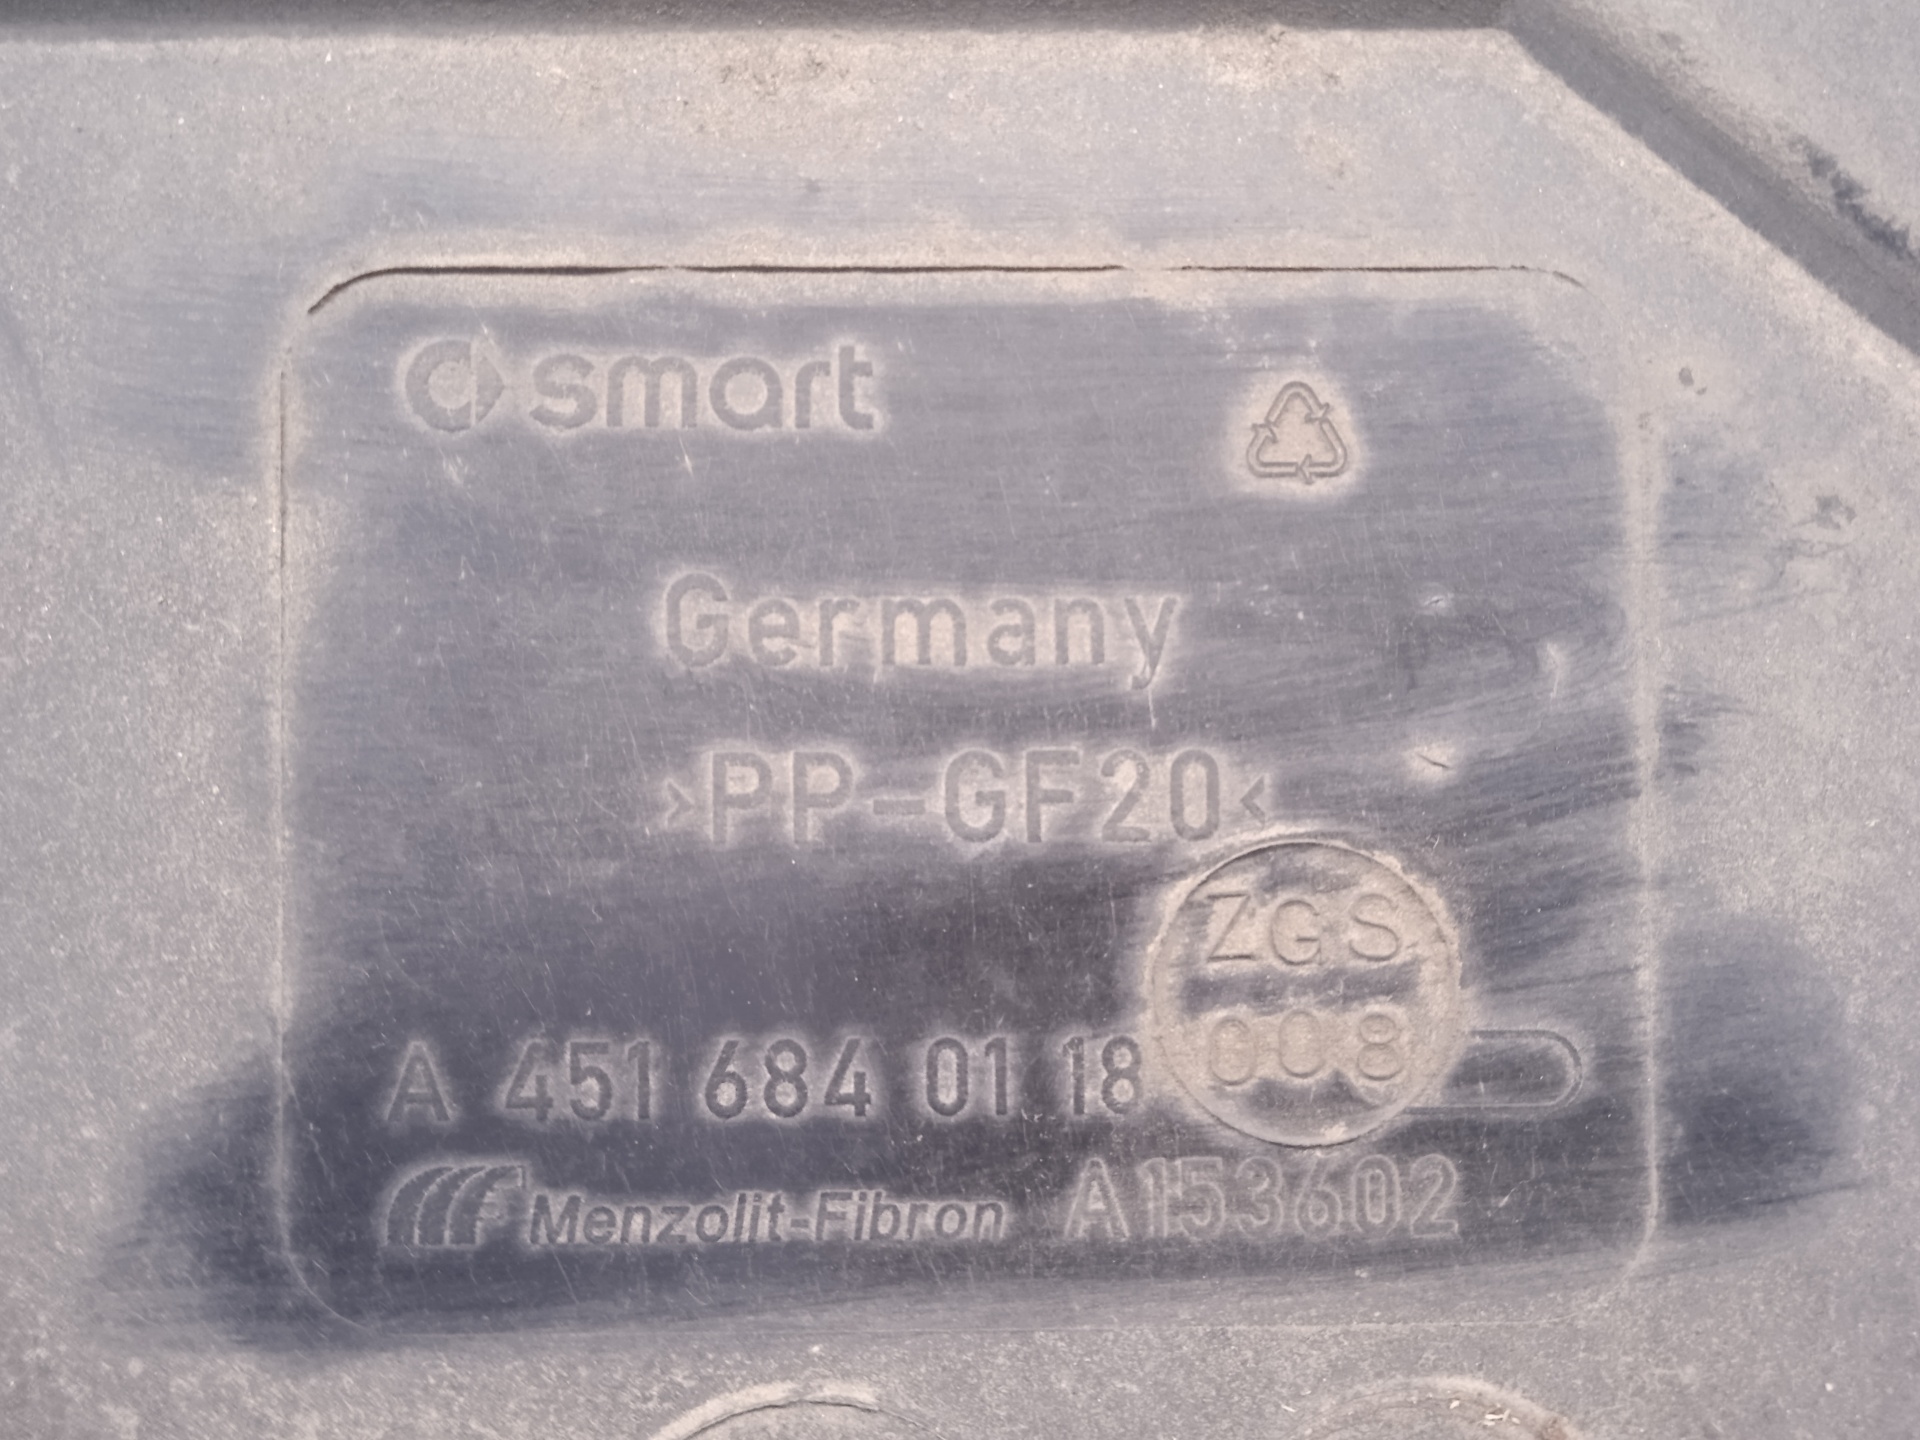 smart
Germany
>PP-GF20<
ZGS
008
A 451 684 01 18
Menzolit-Fibron A153602